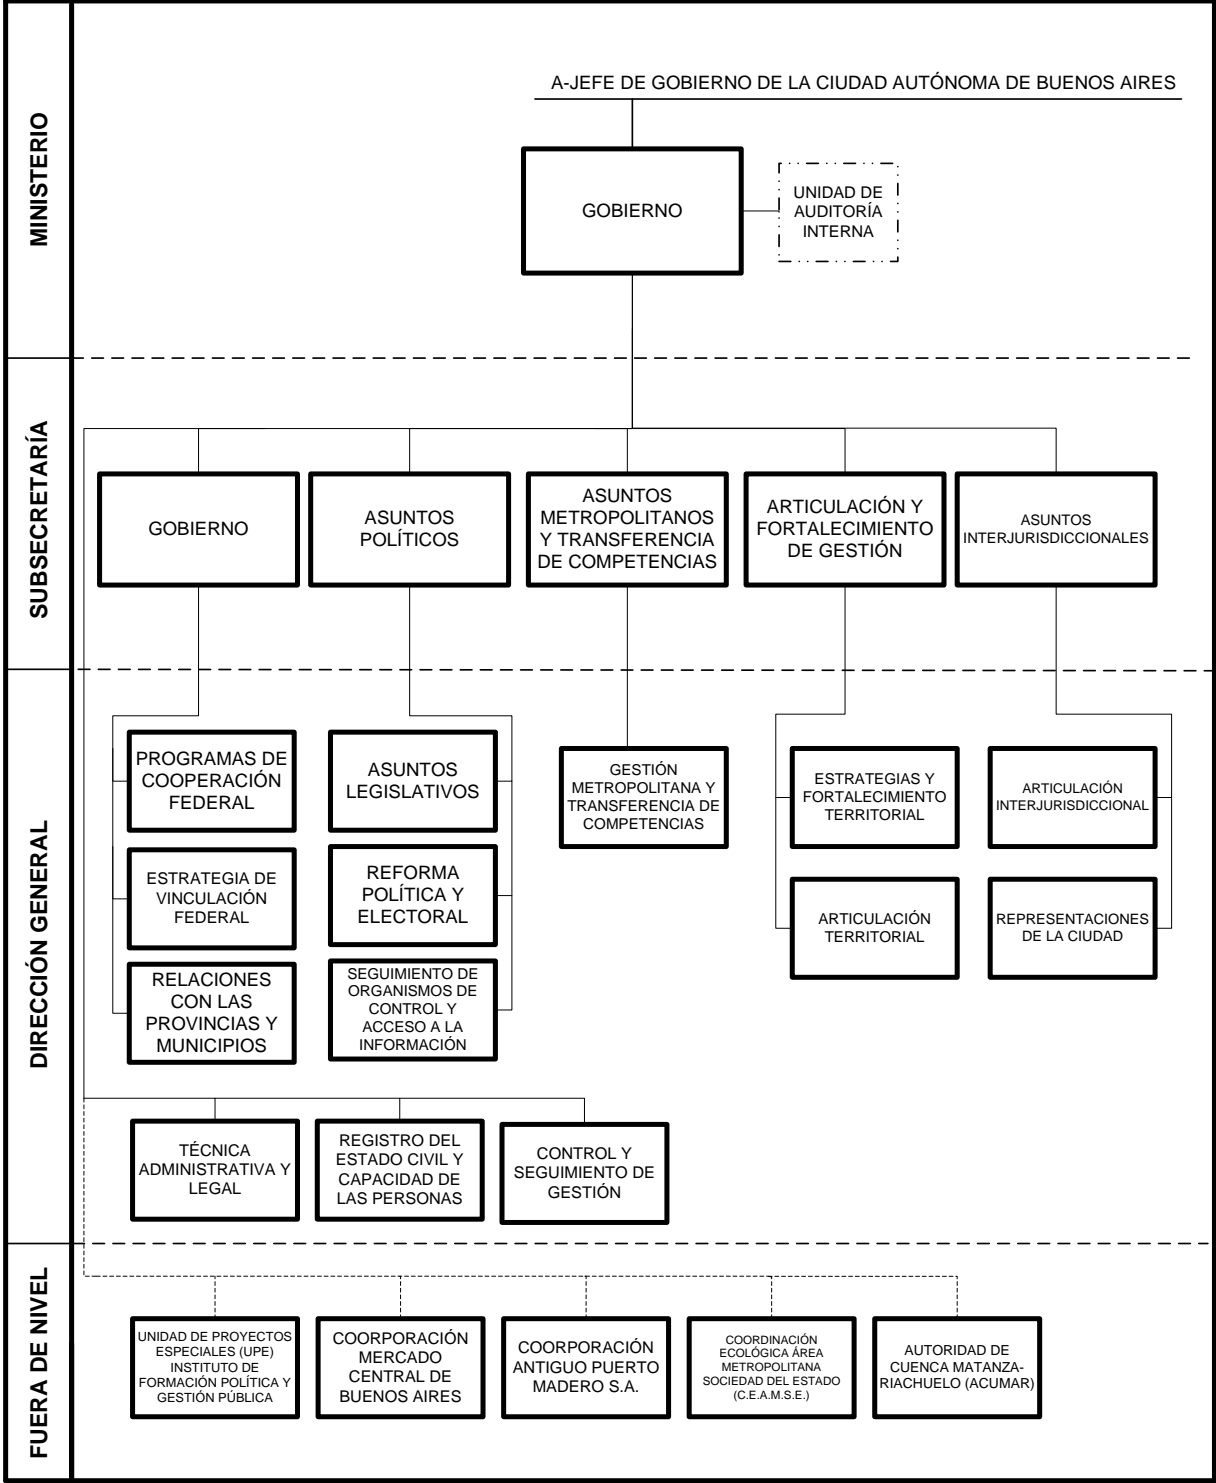 MINISTERIO
A-JEFE DE GOBIERNO DE LA CIUDAD AUTÓNOMA DE BUENOS AIRES
GOBIERNO
UNIDAD DE
AUDITORÍA
INTERNA
SUBSECRETARÍA
GOBIERNO
ASUNTOS
POLÍTICOS
ASUNTOS
METROPOLITANOS
Y TRANSFERENCIA
DE COMPETENCIAS
ARTICULACIÓN Y
FORTALECIMIENTO
DE GESTIÓN
ASUNTOS
INTERJURISDICCIONALES
DIRECCIÓN GENERAL
PROGRAMAS DE
COOPERACIÓN
FEDERAL
ASUNTOS
LEGISLATIVOS
GESTIÓN
METROPOLITANA Y
TRANSFERENCIA DE
COMPETENCIAS
ESTRATEGIAS Y
FORTALECIMIENTO
TERRITORIAL
ARTICULACIÓN
INTERJURISDICCIONAL
ESTRATEGIA DE
VINCULACIÓN
FEDERAL
REFORMA
POLÍTICA Y
ELECTORAL
ARTICULACIÓN
TERRITORIAL
REPRESENTACIONES
DE LA CIUDAD
RELACIONES
CON LAS
PROVINCIAS Y
MUNICIPIOS
SEGUIMIENTO DE
ORGANISMOS DE
CONTROL Y
ACCESO A LA
INFORMACIÓN
TÉCNICA
ADMINISTRATIVA Y
LEGAL
REGISTRO DEL
ESTADO CIVIL Y
CAPACIDAD DE
LAS PERSONAS
CONTROL Y
SEGUIMIENTO DE
GESTIÓN
FUERA DE NIVEL
UNIDAD DE PROYECTOS
ESPECIALES (UPE)
INSTITUTO DE
FORMACIÓN POLÍTICA Y
GESTIÓN PÚBLICA
COORPORACIÓN
MERCADO
CENTRAL DE
BUENOS AIRES
COORPORACIÓN
ANTIGUO PUERTO
MADERO S.A.
COORDINACIÓN
ECOLÓGICA ÁREA
METROPOLITANA
SOCIEDAD DEL ESTADO
(C.E.A.M.S.E.)
AUTORIDAD DE
CUENCA MATANZA-
RIACHUELO (ACUMAR)